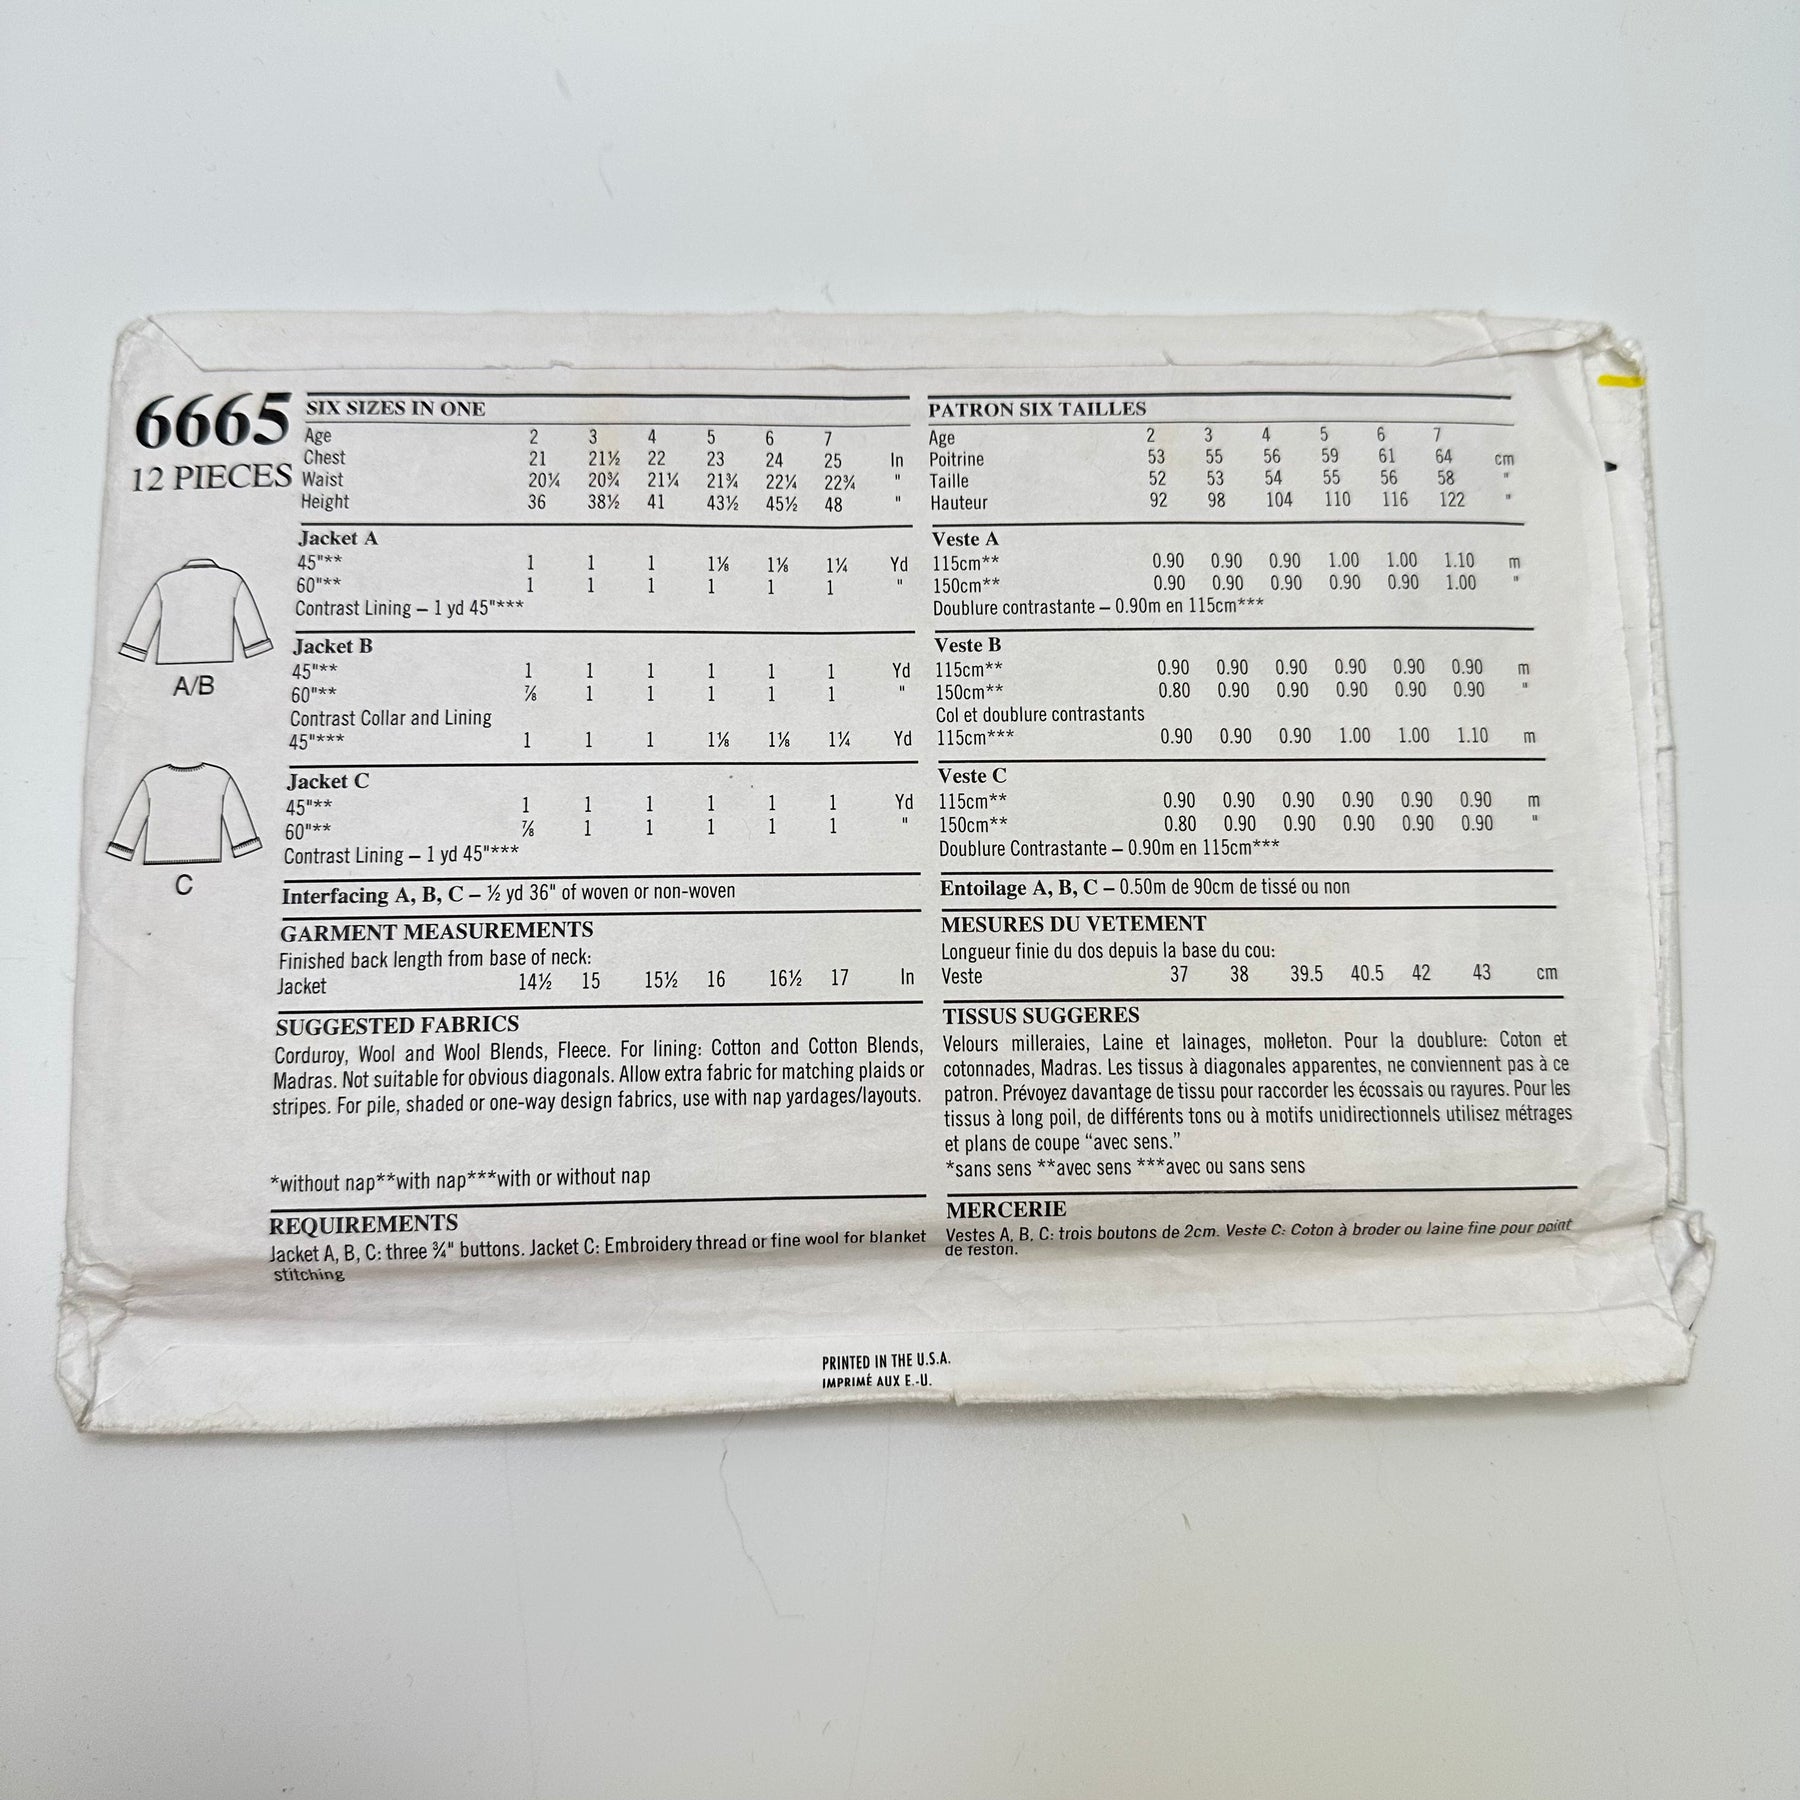 6665
12 PIECES
A/B
C
SIX SIZES IN ONE
Age 2 3 4 5 6 7
Chest 21 21½ 22 23 24 25 In
Waist 20¼ 20¾ 21¼ 21¾ 22¼ 22¾ "
Height 36 38½ 41 43½ 45½ 48 "
Jacket A
45"** 1 1 1 1⅛ 1⅛ 1¼ Yd
60"** 1 1 1 1 1 1 "
Contrast Lining – 1 yd 45"***
Jacket B
45"** 1 1 1 1 1 1 Yd
60"** ⅞ 1 1 1 1 1 "
Contrast Collar and Lining
45"*** 1 1 1 1⅛ 1⅛ 1¼ Yd
Jacket C
45"** 1 1 1 1 1 1 Yd
60"** ⅞ 1 1 1 1 1 "
Contrast Lining – 1 yd 45"***
Interfacing A, B, C – ½ yd 36" of woven or non-woven
GARMENT MEASUREMENTS
Finished back length from base of neck:
Jacket 14½ 15 15½ 16 16½ 17 In
SUGGESTED FABRICS
Corduroy, Wool and Wool Blends, Fleece. For lining: Cotton and Cotton Blends,
Madras. Not suitable for obvious diagonals. Allow extra fabric for matching plaids or
stripes. For pile, shaded or one-way design fabrics, use with nap yardages/layouts.
*without nap**with nap***with or without nap
REQUIREMENTS
Jacket A, B, C: three ¾" buttons. Jacket C: Embroidery thread or fine wool for blanket
stitching
PATRON SIX TAILLES
Age 2 3 4 5 6 7
Poitrine 53 55 56 59 61 64 cm
Taille 52 53 54 55 56 58 "
Hauteur 92 98 104 110 116 122 "
Veste A
115cm** 0.90 0.90 0.90 1.00 1.00 1.10 m
150cm** 0.90 0.90 0.90 0.90 0.90 1.00 "
Doublure contrastante – 0.90m en 115cm***
Veste B
115cm** 0.90 0.90 0.90 0.90 0.90 0.90 m
150cm** 0.80 0.90 0.90 0.90 0.90 0.90 "
Col et doublure contrastants
115cm*** 0.90 0.90 0.90 1.00 1.00 1.10 m
Veste C
115cm** 0.90 0.90 0.90 0.90 0.90 0.90 m
150cm** 0.80 0.90 0.90 0.90 0.90 0.90 "
Doublure Contrastante – 0.90m en 115cm***
Entoilage A, B, C – 0.50m de 90cm de tissé ou non
MESURES DU VETEMENT
Longueur finie du dos depuis la base du cou:
Veste 37 38 39.5 40.5 42 43 cm
TISSUS SUGGERES
Velours milleraies, Laine et lainages, molleton. Pour la doublure: Coton et
cotonnades, Madras. Les tissus à diagonales apparentes, ne conviennent pas à ce
patron. Prévoyez davantage de tissu pour raccorder les écossais ou rayures. Pour les
tissus à long poil, de différents tons ou à motifs unidirectionnels utilisez métrages
et plans de coupe “avec sens.”
*sans sens **avec sens ***avec ou sans sens
MERCERIE
Vestes A, B, C: trois boutons de 2cm. Veste C: Coton à broder ou laine fine pour point
de feston.
PRINTED IN THE U.S.A.
IMPRIMÉ AUX E.-U.